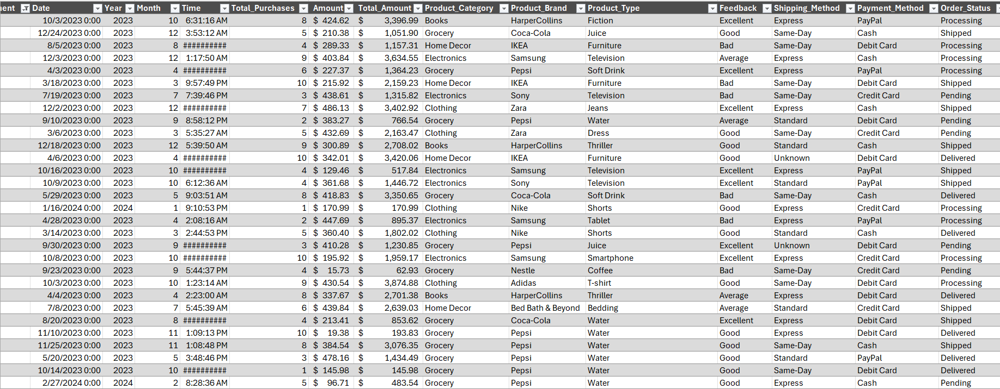 ent Date Year Month Time Total_Purchases Amount Total_Amount Product_Category Product_Brand Product_Type Feedback Shipping_Method Payment_Method Order_Status
10/3/2023 0:00 2023 10 6:31:16 AM 8 $ 424.62 $ 3,396.99 Books HarperCollins Fiction Excellent Express PayPal Processing
12/24/2023 0:00 2023 12 3:53:12 AM 5 $ 210.38 $ 1,051.90 Grocery Coca-Cola Juice Good Same-Day Cash Shipped
8/5/2023 0:00 2023 8 ########## 4 $ 289.33 $ 1,157.31 Home Decor IKEA Furniture Bad Same-Day Debit Card Processing
12/3/2023 0:00 2023 12 1:17:50 AM 9 $ 403.84 $ 3,634.55 Electronics Samsung Television Average Express Cash Processing
4/3/2023 0:00 2023 4 ########## 6 $ 227.37 $ 1,364.23 Grocery Pepsi Soft Drink Excellent Express PayPal Processing
3/18/2023 0:00 2023 3 9:57:49 PM 10 $ 215.92 $ 2,159.23 Home Decor IKEA Furniture Bad Same-Day Debit Card Shipped
7/19/2023 0:00 2023 7 7:39:46 PM 3 $ 438.61 $ 1,315.82 Electronics Sony Television Bad Same-Day Credit Card Pending
12/2/2023 0:00 2023 12 ########## 7 $ 486.13 $ 3,402.92 Clothing Zara Jeans Excellent Express Cash Shipped
9/10/2023 0:00 2023 9 8:58:12 PM 2 $ 383.27 $ 766.54 Grocery Pepsi Water Average Standard Debit Card Pending
3/6/2023 0:00 2023 3 5:35:27 AM 5 $ 432.69 $ 2,163.47 Clothing Zara Dress Good Same-Day Credit Card Pending
12/18/2023 0:00 2023 12 5:39:50 AM 9 $ 300.89 $ 2,708.02 Books HarperCollins Thriller Good Standard Cash Shipped
4/6/2023 0:00 2023 4 ########## 10 $ 342.01 $ 3,420.06 Home Decor IKEA Furniture Good Unknown Debit Card Delivered
10/16/2023 0:00 2023 10 ########## 4 $ 129.46 $ 517.84 Electronics Samsung Television Excellent Express PayPal Shipped
10/9/2023 0:00 2023 10 6:12:36 AM 4 $ 361.68 $ 1,446.72 Electronics Sony Television Excellent Standard PayPal Shipped
5/29/2023 0:00 2023 5 9:03:51 AM 8 $ 418.83 $ 3,350.65 Grocery Coca-Cola Soft Drink Bad Same-Day Cash Delivered
1/16/2024 0:00 2024 1 9:10:53 PM 1 $ 170.99 $ 170.99 Clothing Nike Shorts Good Express Credit Card Processing
4/28/2023 0:00 2023 4 2:08:16 AM 2 $ 447.69 $ 895.37 Electronics Samsung Tablet Bad Express PayPal Processing
3/14/2023 0:00 2023 3 2:44:53 PM 5 $ 360.40 $ 1,802.02 Clothing Nike Shorts Good Standard Cash Delivered
9/30/2023 0:00 2023 9 ########## 3 $ 410.28 $ 1,230.85 Grocery Pepsi Juice Excellent Unknown Debit Card Pending
10/8/2023 0:00 2023 10 ########## 10 $ 195.92 $ 1,959.17 Electronics Samsung Smartphone Excellent Express Credit Card Processing
9/23/2023 0:00 2023 9 5:44:37 PM 4 $ 15.73 $ 62.93 Grocery Nestle Coffee Bad Same-Day Credit Card Pending
10/3/2023 0:00 2023 10 1:23:14 AM 9 $ 430.54 $ 3,874.88 Clothing Adidas T-shirt Good Same-Day Debit Card Processing
4/4/2023 0:00 2023 4 2:23:00 AM 8 $ 337.67 $ 2,701.38 Books HarperCollins Thriller Average Express Debit Card Delivered
7/8/2023 0:00 2023 7 5:45:39 AM 6 $ 439.84 $ 2,639.03 Home Decor Bed Bath & Beyond Bedding Average Standard Credit Card Shipped
8/20/2023 0:00 2023 8 ########## 4 $ 213.41 $ 853.62 Grocery Coca-Cola Water Excellent Express Debit Card Shipped
11/10/2023 0:00 2023 11 1:09:13 PM 10 $ 19.38 $ 193.83 Grocery Pepsi Water Good Express Debit Card Delivered
11/25/2023 0:00 2023 11 1:08:48 PM 8 $ 384.54 $ 3,076.35 Grocery Pepsi Water Good Same-Day Cash Shipped
5/20/2023 0:00 2023 5 3:48:46 PM 3 $ 478.16 $ 1,434.49 Grocery Pepsi Water Good Standard PayPal Delivered
10/14/2023 0:00 2023 10 ########## 1 $ 145.98 $ 145.98 Grocery Pepsi Water Good Same-Day Debit Card Delivered
2/27/2024 0:00 2024 2 8:28:36 AM 5 $ 96.71 $ 483.54 Grocery Pepsi Water Good Express Cash Pending